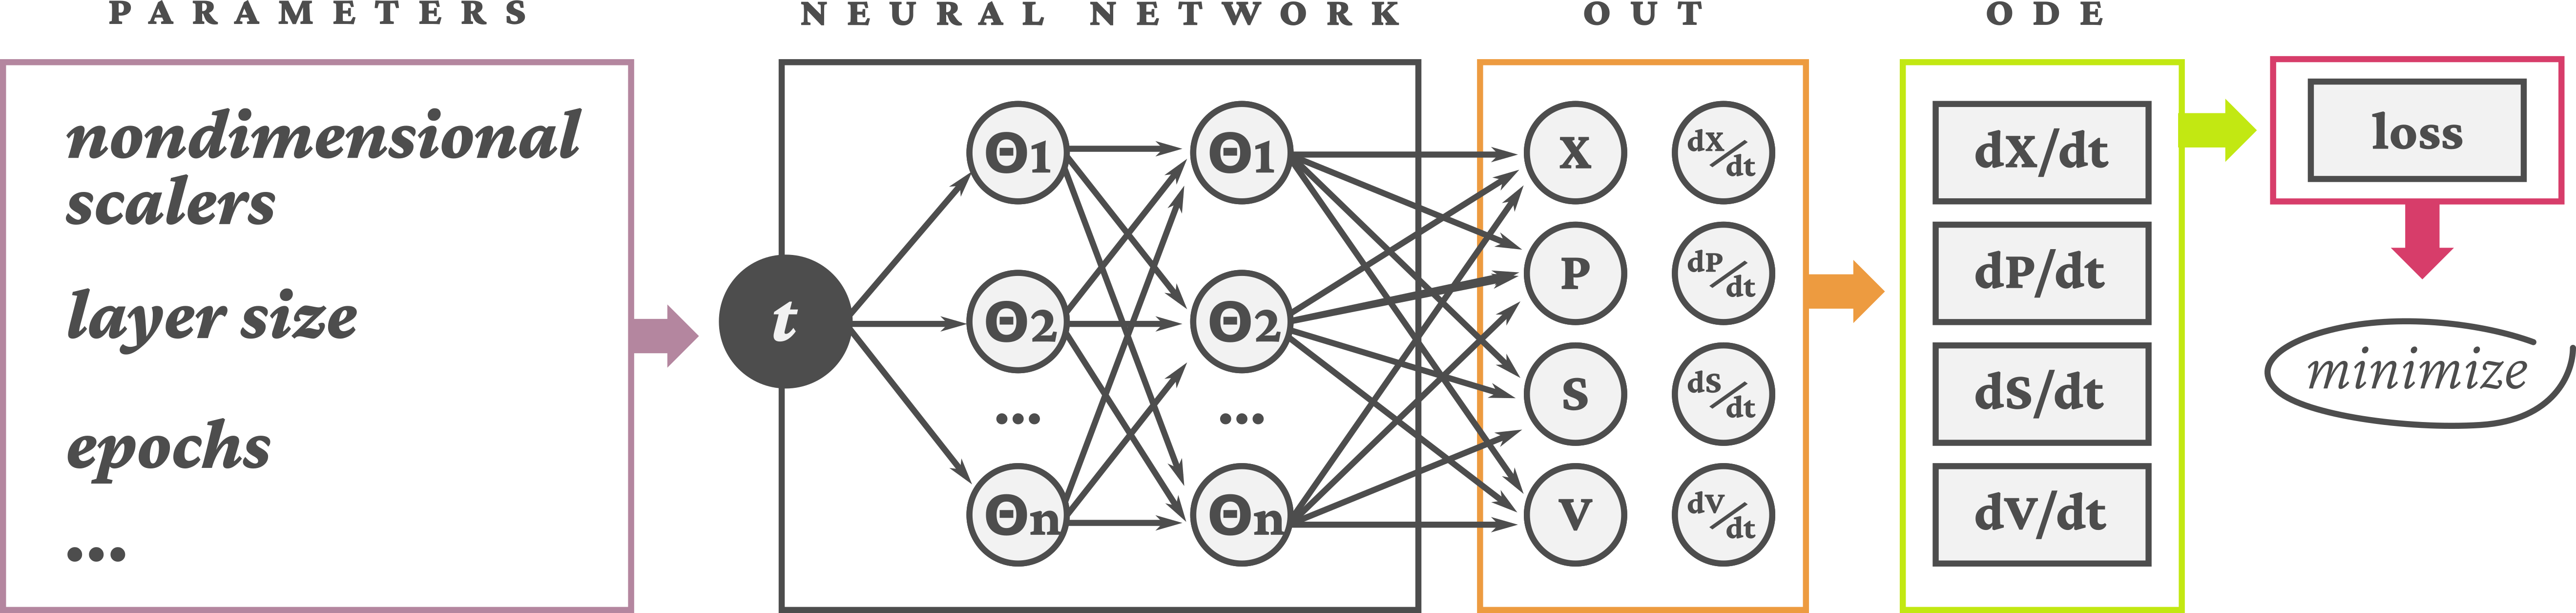 PARAMETERS
NEURAL NETWORK
OUT
ODE
nondimensional
scalers
layer size
epochs
...
t
Θ1
Θ2
...
Θn
Θ1
Θ2
...
Θn
X
P
S
V
dX/dt
dP/dt
dS/dt
dV/dt
dX/dt
dP/dt
dS/dt
dV/dt
loss
minimize